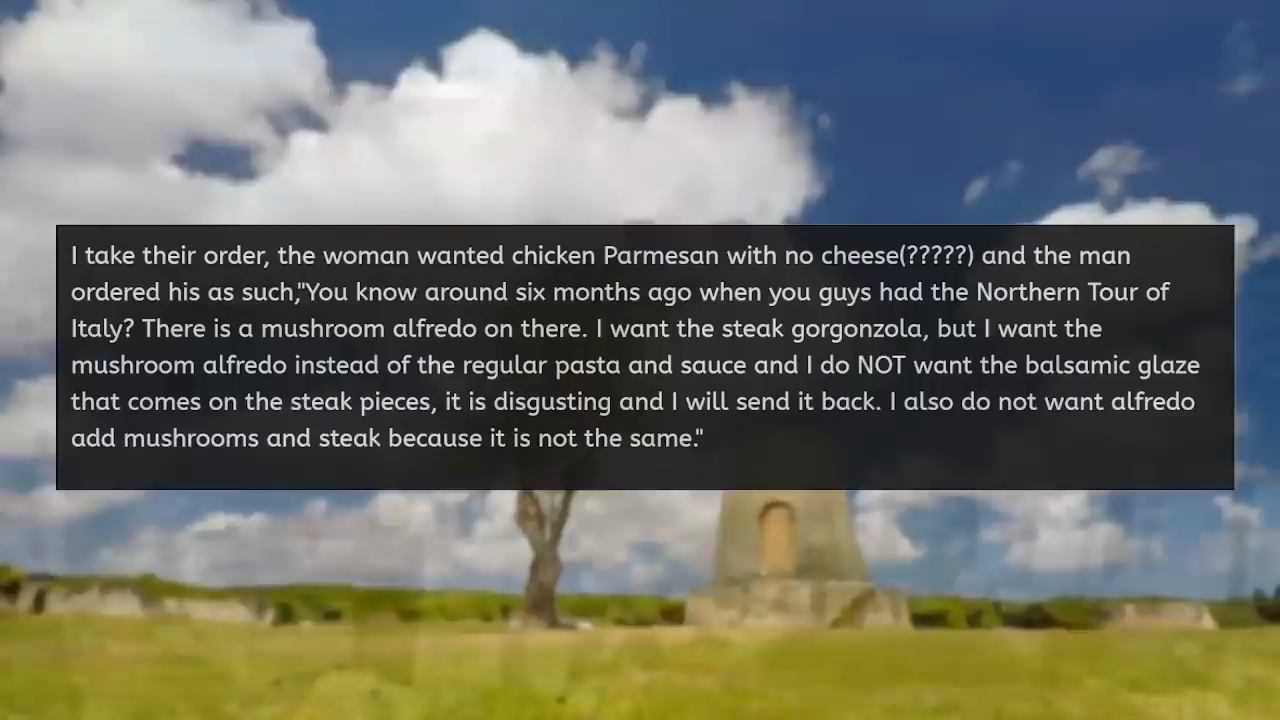 I take their order, the woman wanted chicken Parmesan with no cheese(?????) and the man
ordered his as such,"You know around six months ago when you guys had the Northern Tour of
Italy? There is a mushroom alfredo on there. I want the steak gorgonzola, but I want the
mushroom alfredo instead of the regular pasta and sauce and I do NOT want the balsamic glaze
that comes on the steak pieces, it is disgusting and I will send it back. I also do not want alfredo
add mushrooms and steak because it is not the same."